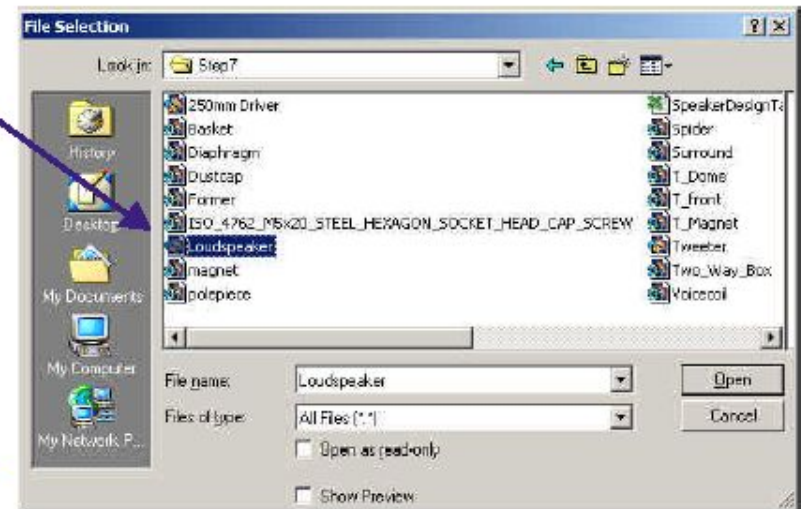 File Selection
Look in: Step7
History
Desktop
My Documents
My Computer
My Network P...
250mm Driver
Basket
Diaphragm
Dustcap
Former
ISO_4762_M5x20_STEEL_HEXAGON_SOCKET_HEAD_CAP_SCREW
Loudspeaker
magnet
polepiece
SpeakerDesignTa
Spider
Surround
T_Dome
T_front
T_Magnet
Tweeter
Two_Way_Box
Voicecoil
File name: Loudspeaker Open
Files of type: All Files (*.*) Cancel
Open as read-only
Show Preview